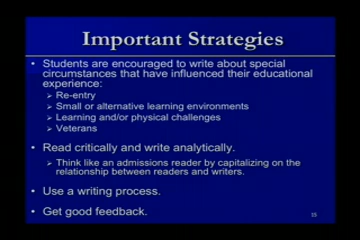 Important Strategies
• Students are encouraged to write about special
circumstances that have influenced their educational
experience:
➢ Re-entry
➢ Small or alternative learning environments
➢ Learning and/or physical challenges
➢ Veterans
• Read critically and write analytically.
➢ Think like an admissions reader by capitalizing on the
relationship between readers and writers.
• Use a writing process.
• Get good feedback.
15